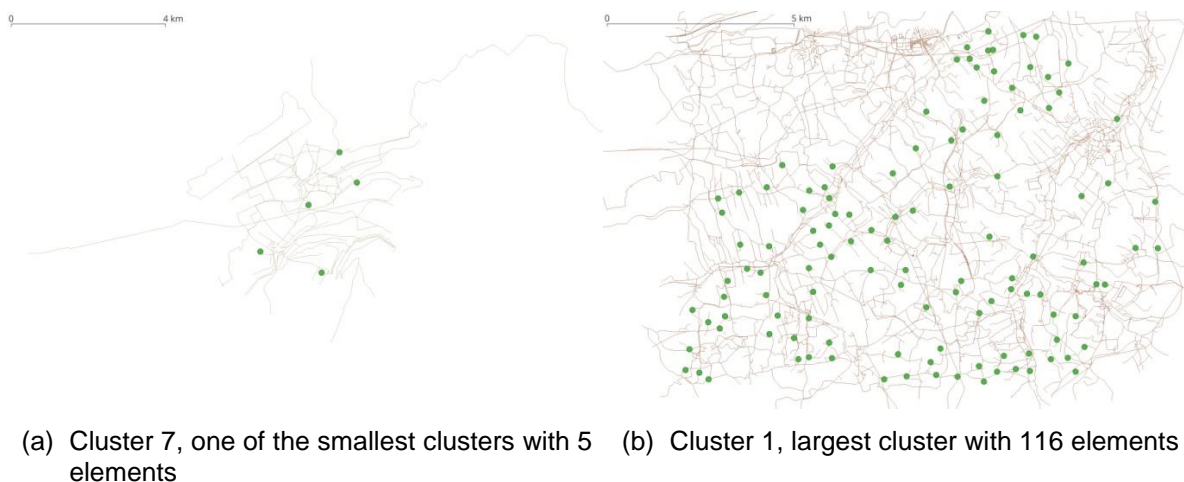 0 4 km
0 5 km
(a) Cluster 7, one of the smallest clusters with 5
elements
(b) Cluster 1, largest cluster with 116 elements